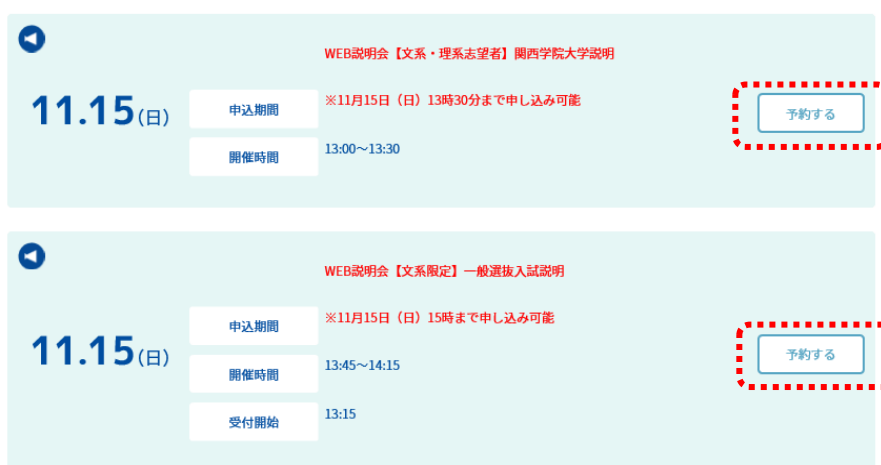 WEB説明会【文系・理系志望者】関西学院大学説明
11.15(日)
申込期間
※11月15日（日）13時30分まで申し込み可能
開催時間
13:00～13:30
予約する
WEB説明会【文系限定】一般選抜入試説明
11.15(日)
申込期間
※11月15日（日）15時まで申し込み可能
開催時間
13:45～14:15
受付開始
13:15
予約する